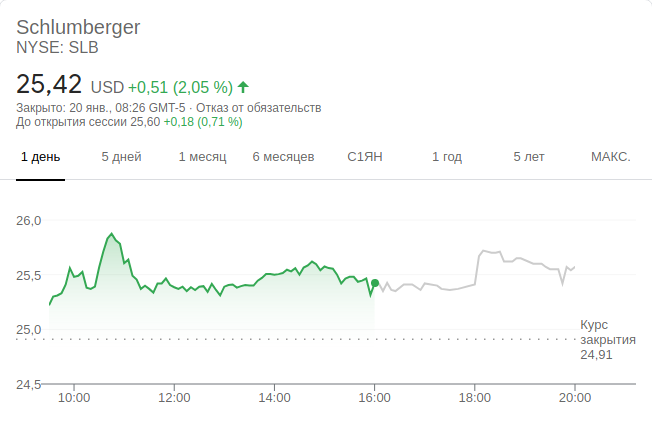 Schlumberger
NYSE: SLB
25,42 USD +0,51 (2,05 %)
Закрыто: 20 янв., 08:26 GMT-5 · Отказ от обязательств
До открытия сессии 25,60 +0,18 (0,71 %)
1 день 5 дней 1 месяц 6 месяцев С1ЯН 1 год 5 лет МАКС.
26,0
25,5
25,0
Курс
закрытия
24,91
24,5
10:00 12:00 14:00 16:00 18:00 20:00